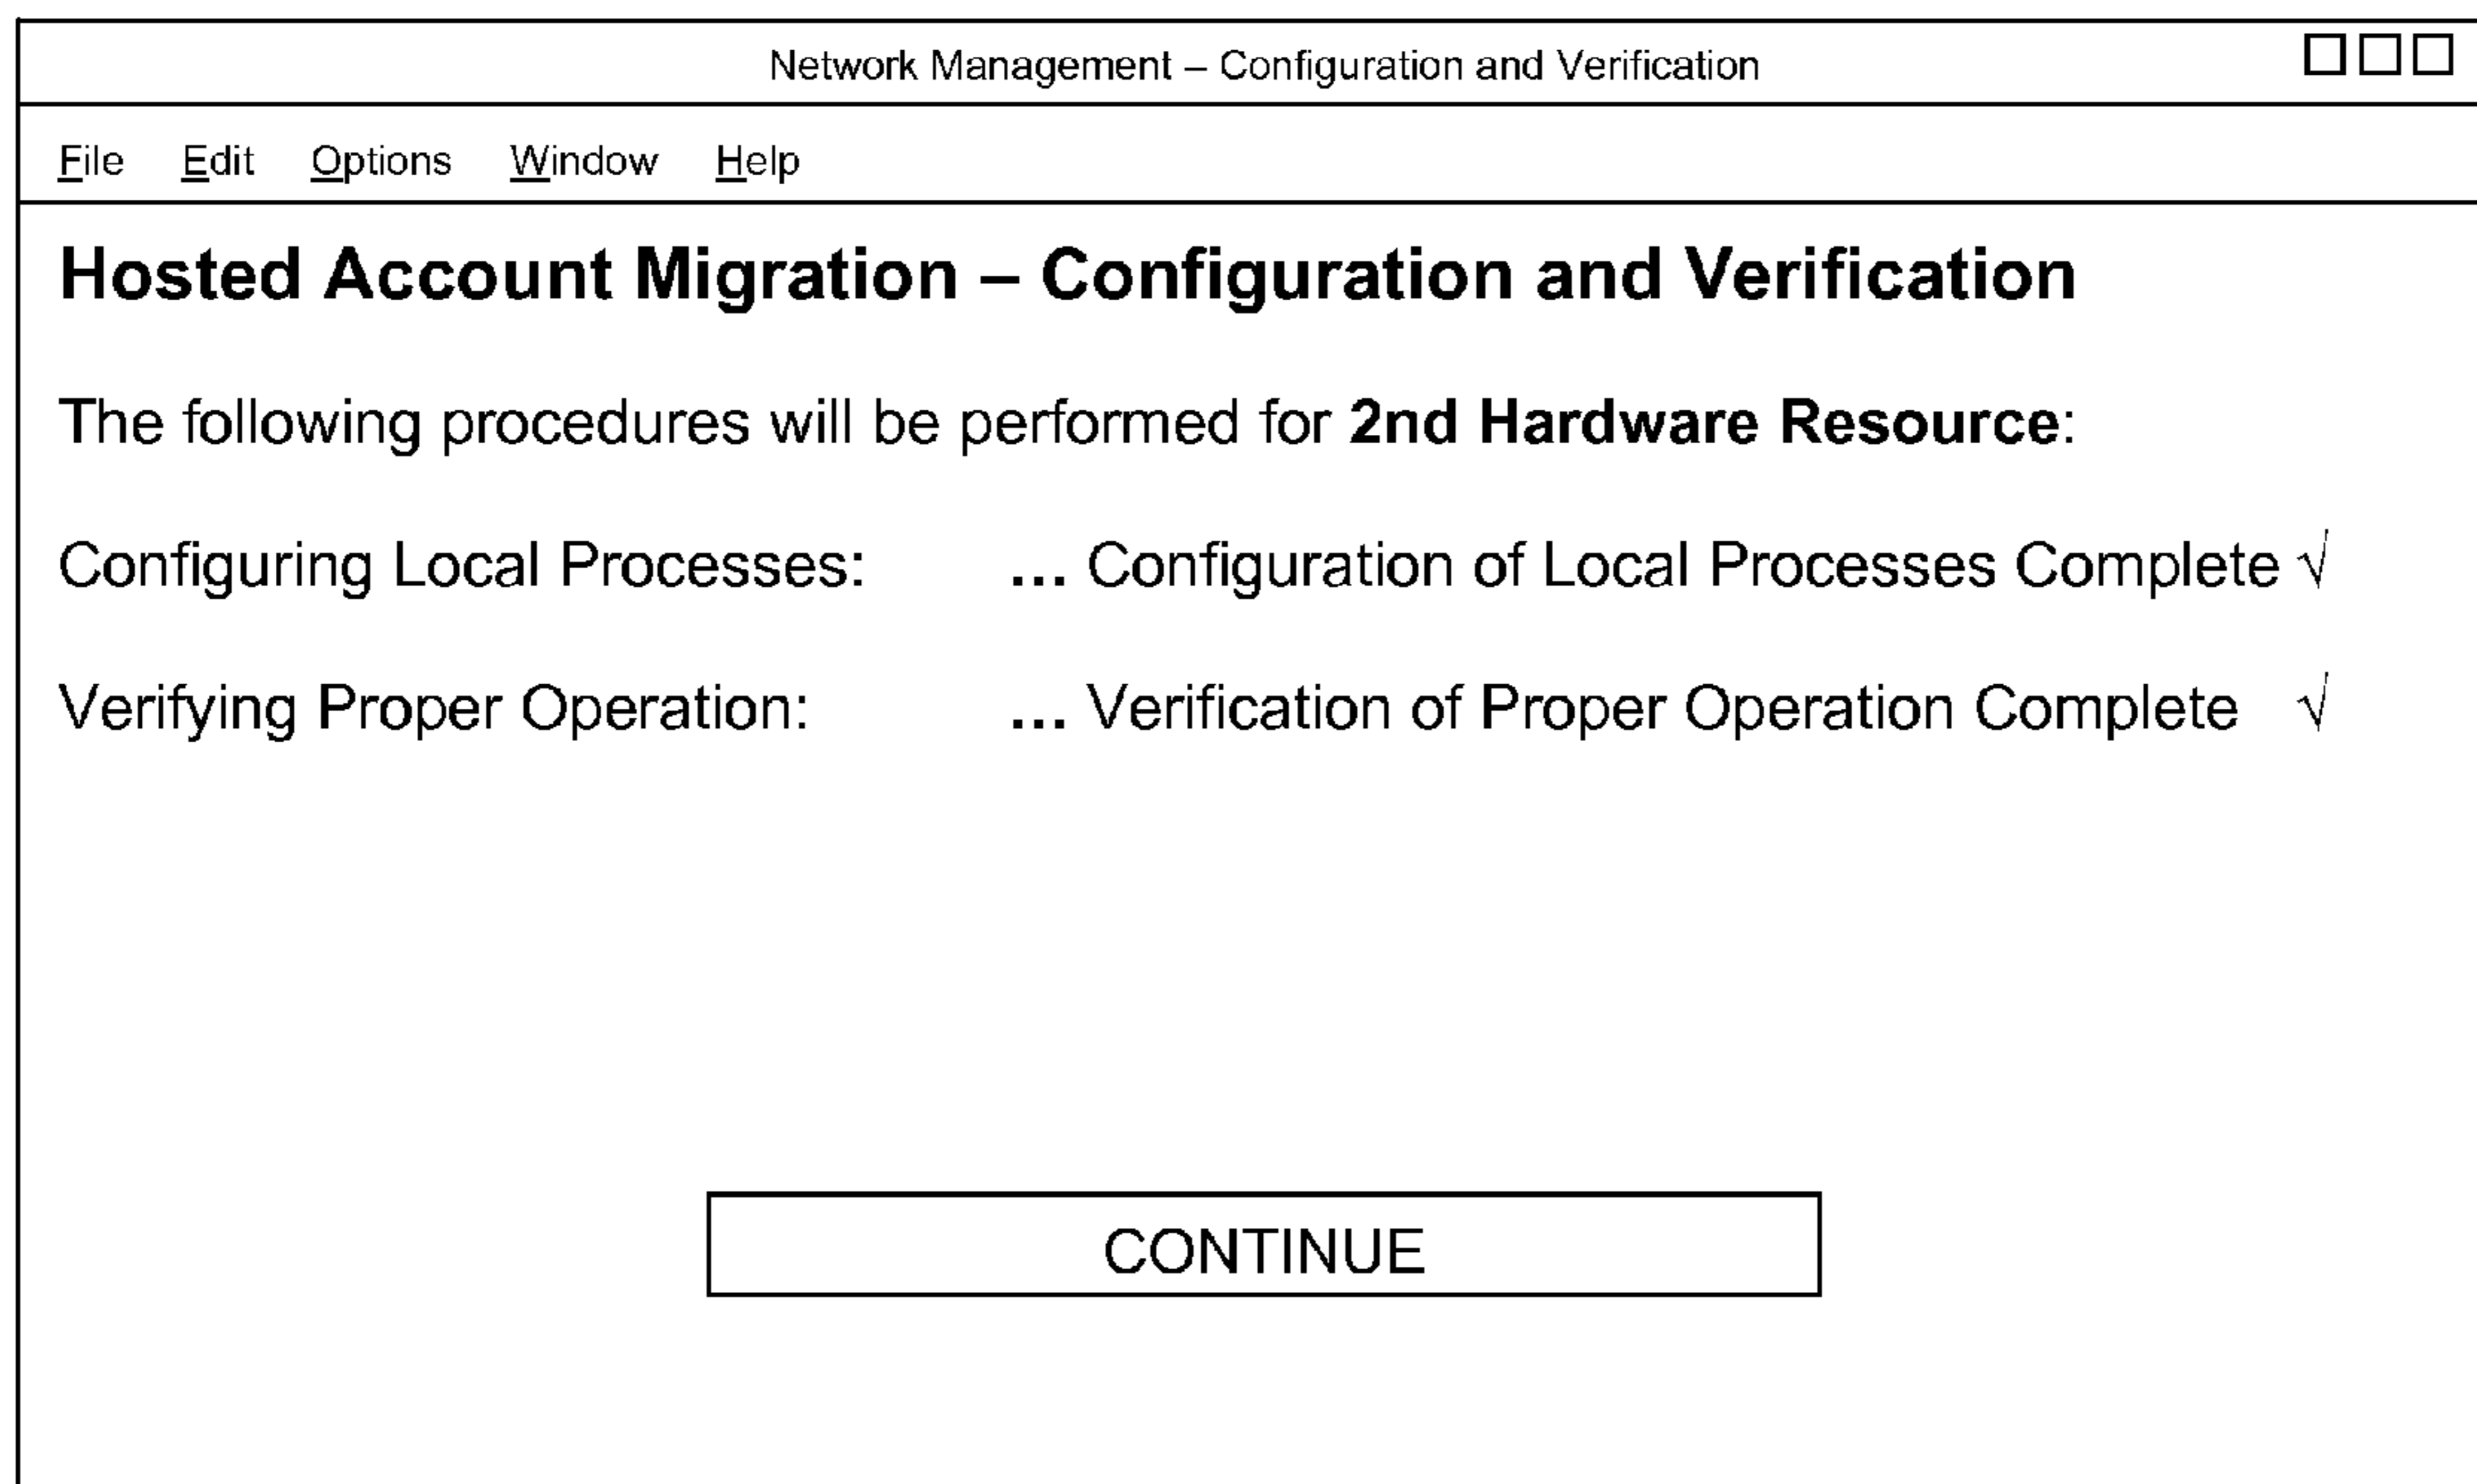 Network Management – Configuration and Verification
File Edit Options Window Help
Hosted Account Migration – Configuration and Verification
The following procedures will be performed for 2nd Hardware Resource:
Configuring Local Processes: ... Configuration of Local Processes Complete √
Verifying Proper Operation: ... Verification of Proper Operation Complete √
CONTINUE